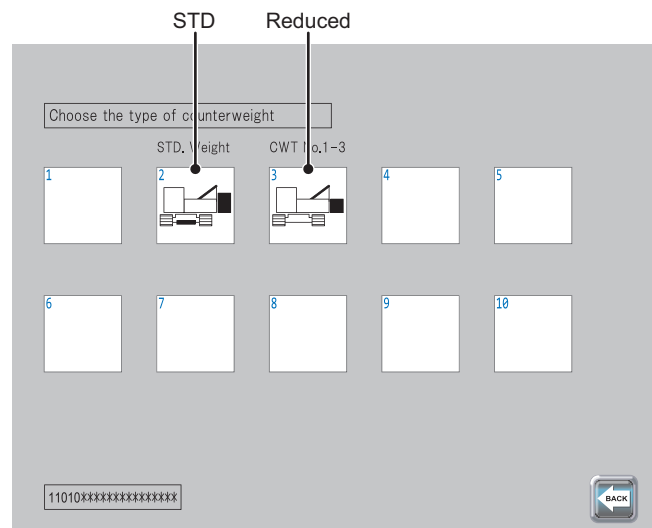 STD Reduced
Choose the type of counterweight
STD. Weight CWT No.1-3
1 2 3 4 5
6 7 8 9 10
11010***************
BACK